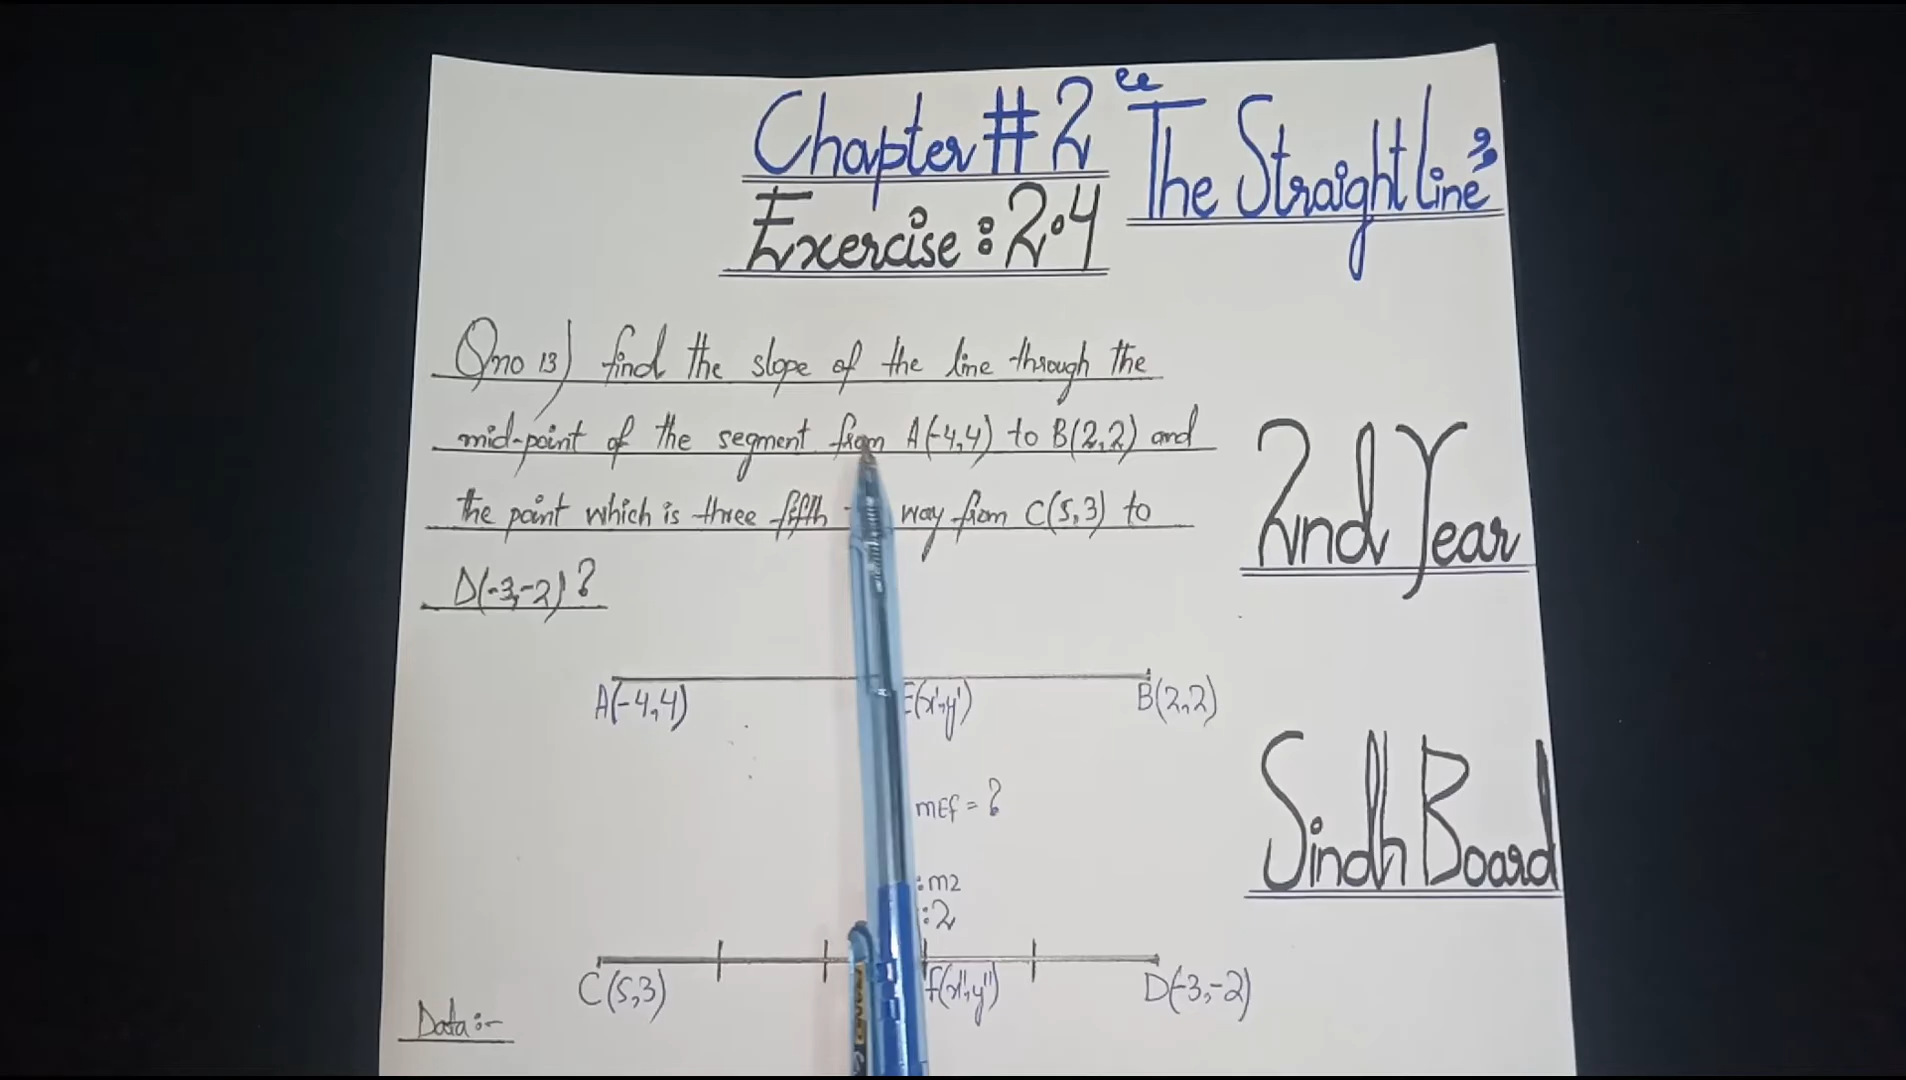 Chapter # 2 "The Straight Line"
Exercise : 2.4
Qno 13) find the slope of the line through the
mid-point of the segment from A(-4,4) to B(2,2) and
the point which is three fifth way from C(5,3) to
D(-3,-2)?
2nd Year
A(-4,4) E(x',y') B(2,2)
Sindh Board
mEf = ?
:m2
:2
C(5,3) f(x'',y'') D(-3,-2)
Data:-